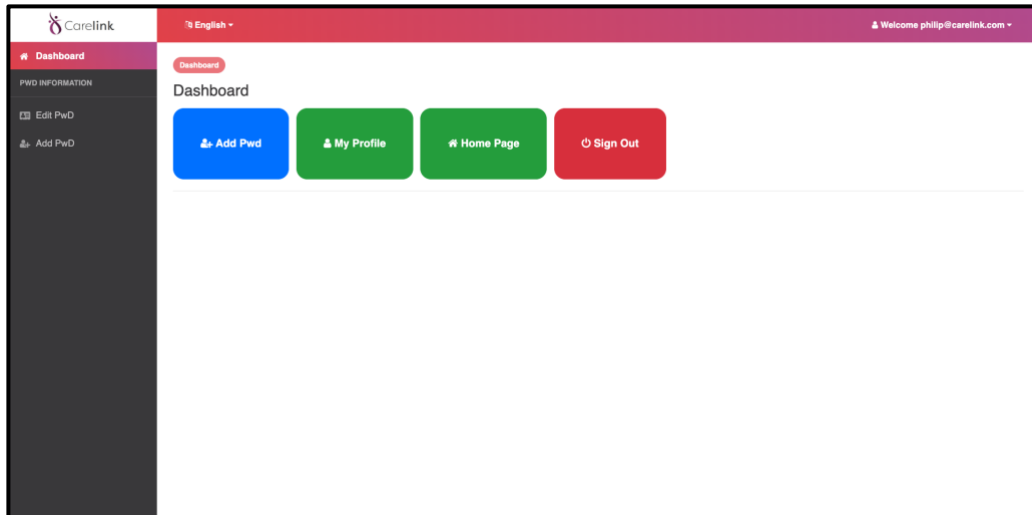 Carelink
English
Welcome philip@carelink.com
Dashboard
PWD INFORMATION
Edit PwD
Add PwD
Dashboard
Dashboard
Add Pwd
My Profile
Home Page
Sign Out